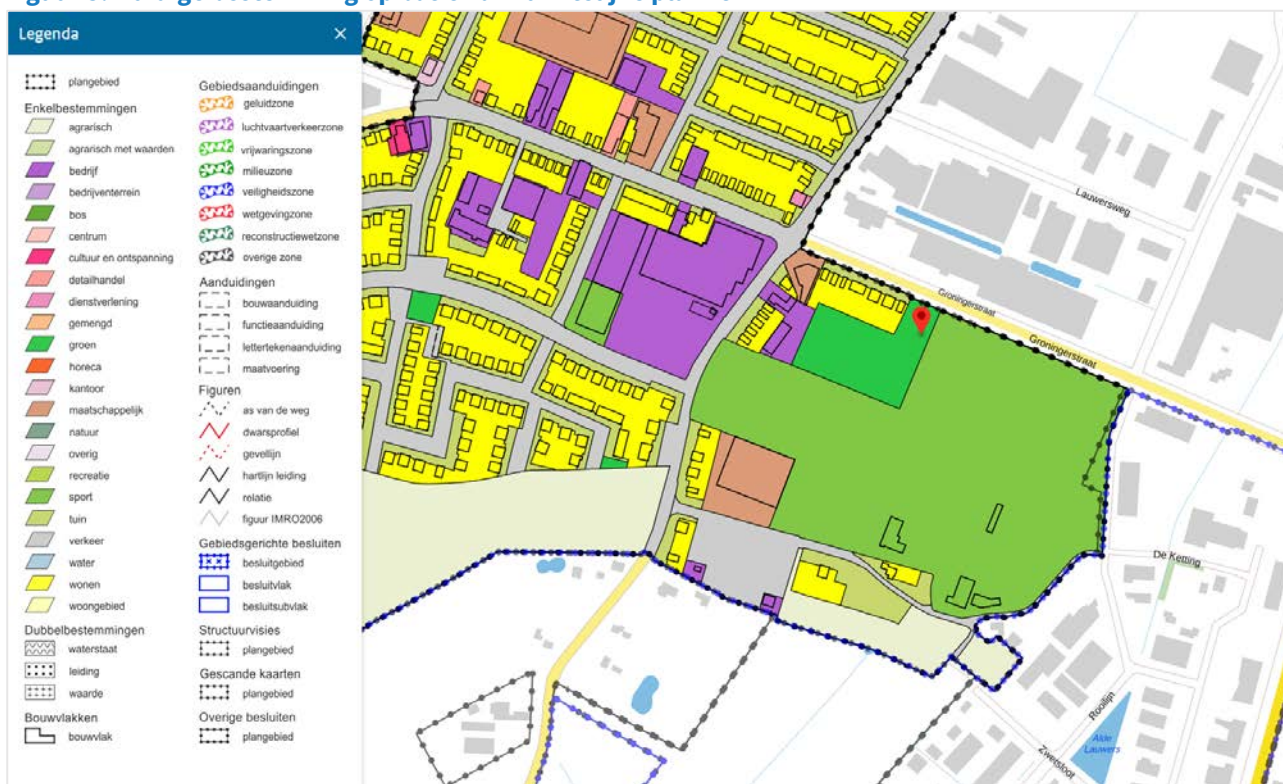 Legenda
plangebied
Enkelbestemmingen
agrarisch
agrarisch met waarden
bedrijf
bedrijventerrein
bos
centrum
cultuur en ontspanning
detailhandel
dienstverlening
gemengd
groen
horeca
kantoor
maatschappelijk
natuur
overig
recreatie
sport
tuin
verkeer
water
wonen
woongebied
Dubbelbestemmingen
waterstaat
leiding
waarde
Bouwvlakken
bouwvlak
Gebiedsaanduidingen
geluidzone
luchtvaartverkeerzone
vrijwaringszone
milieuzone
veiligheidszone
wetgevingzone
reconstructiewetzone
overige zone
Aanduidingen
bouwaanduiding
functieaanduiding
lettertekenaanduiding
maatvoering
Figuren
as van de weg
dwarsprofiel
gevellijn
hartlijn leiding
relatie
figuur IMRO2006
Gebiedsgerichte besluiten
besluitgebied
besluitvlak
besluitsubvlak
Structuurvisies
plangebied
Gescande kaarten
plangebied
Overige besluiten
plangebied
Lauwersweg
Groningerstraat
Groningerstraat
De Ketting
Rooilijn
Zwetsloot
Alde
Lauwers